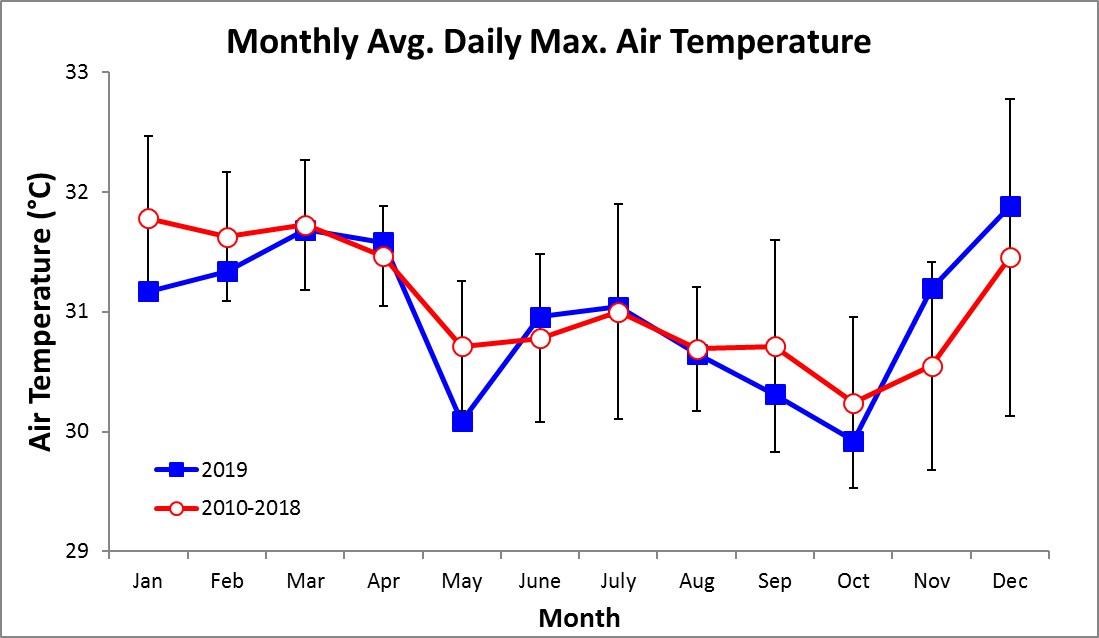 Monthly Avg. Daily Max. Air Temperature
33
32
31
30
29
Air Temperature (°C)
2019
2010-2018
Jan Feb Mar Apr May June July Aug Sep Oct Nov Dec
Month